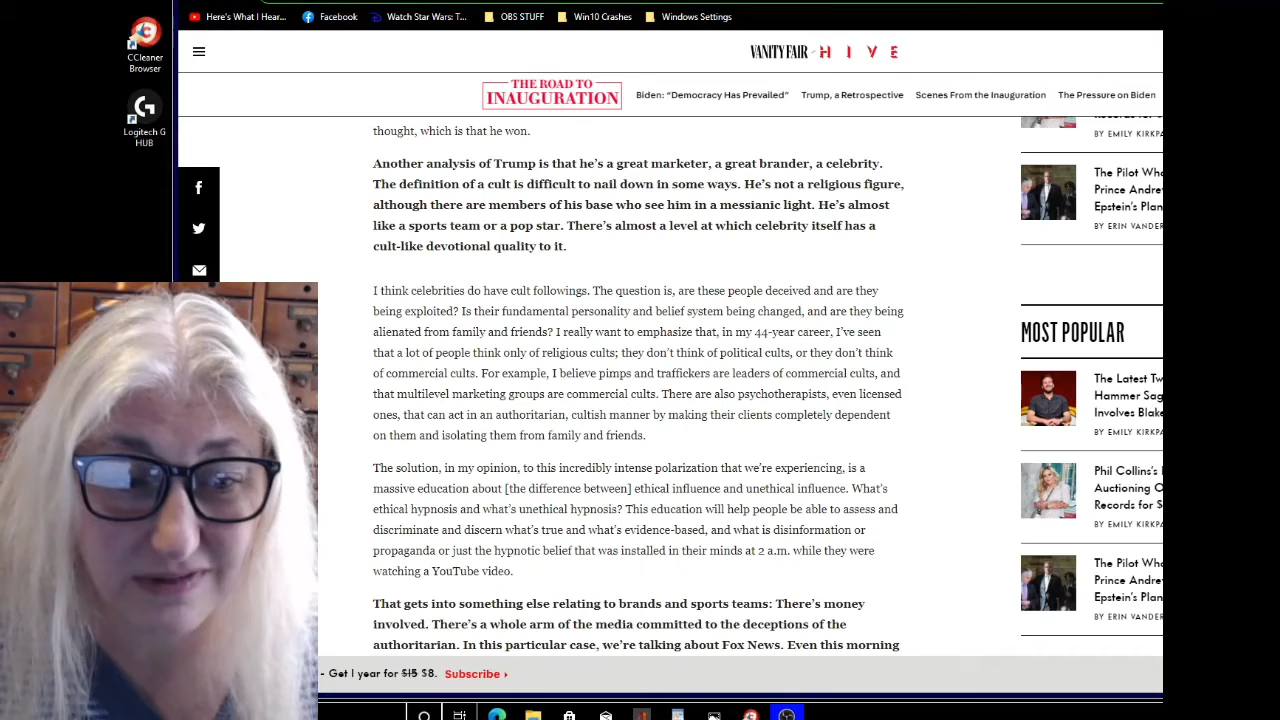 Here's What I Hear...
Facebook
Watch Star Wars: T...
OBS STUFF
Win10 Crashes
Windows Settings
CCleaner
Browser
Logitech G
HUB
VANITY FAIR
HIVE
THE ROAD TO
INAUGURATION
Biden: “Democracy Has Prevailed”
Trump, a Retrospective
Scenes From the Inauguration
The Pressure on Biden
thought, which is that he won.
Another analysis of Trump is that he’s a great marketer, a great brander, a celebrity.
The definition of a cult is difficult to nail down in some ways. He’s not a religious figure,
although there are members of his base who see him in a messianic light. He’s almost
like a sports team or a pop star. There’s almost a level at which celebrity itself has a
cult-like devotional quality to it.
I think celebrities do have cult followings. The question is, are these people deceived and are they
being exploited? Is their fundamental personality and belief system being changed, and are they being
alienated from family and friends? I really want to emphasize that, in my 44-year career, I’ve seen
that a lot of people think only of religious cults; they don’t think of political cults, or they don’t think
of commercial cults. For example, I believe pimps and traffickers are leaders of commercial cults, and
that multilevel marketing groups are commercial cults. There are also psychotherapists, even licensed
ones, that can act in an authoritarian, cultish manner by making their clients completely dependent
on them and isolating them from family and friends.
The solution, in my opinion, to this incredibly intense polarization that we’re experiencing, is a
massive education about [the difference between] ethical influence and unethical influence. What’s
ethical hypnosis and what’s unethical hypnosis? This education will help people be able to assess and
discriminate and discern what’s true and what’s evidence-based, and what is disinformation or
propaganda or just the hypnotic belief that was installed in their minds at 2 a.m. while they were
watching a YouTube video.
That gets into something else relating to brands and sports teams: There’s money
involved. There’s a whole arm of the media committed to the deceptions of the
authoritarian. In this particular case, we’re talking about Fox News. Even this morning
- Get 1 year for $15 $8. Subscribe
BY EMILY KIRKPA
The Pilot Who
Prince Andre
Epstein's Plan
BY ERIN VANDER
MOST POPULAR
The Latest Tw
Hammer Sag
Involves Blake
BY EMILY KIRKPA
Phil Collins's
Auctioning O
Records for $
BY EMILY KIRKPA
The Pilot Who
Prince Andre
Epstein's Plan
BY ERIN VANDER